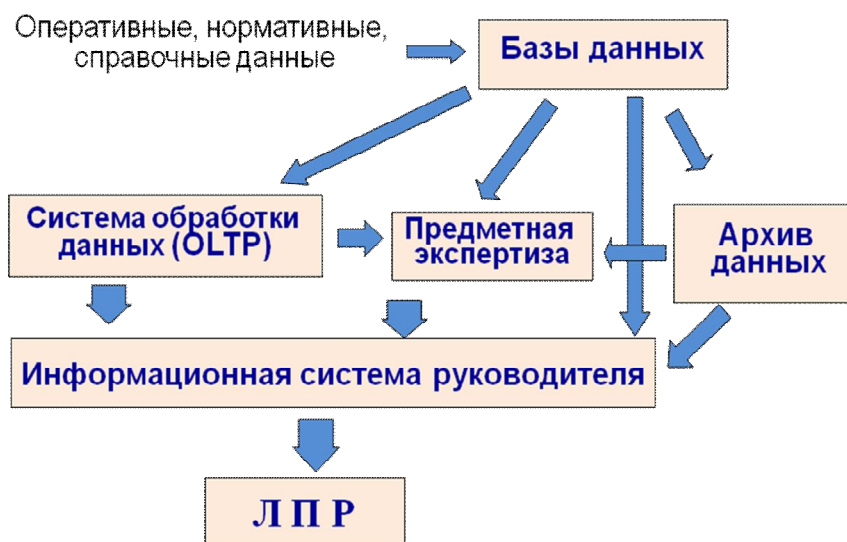 Оперативные, нормативные,
справочные данные
Базы данных
Система обработки
данных (OLTP)
Предметная
экспертиза
Архив
данных
Информационная система руководителя
Л П Р